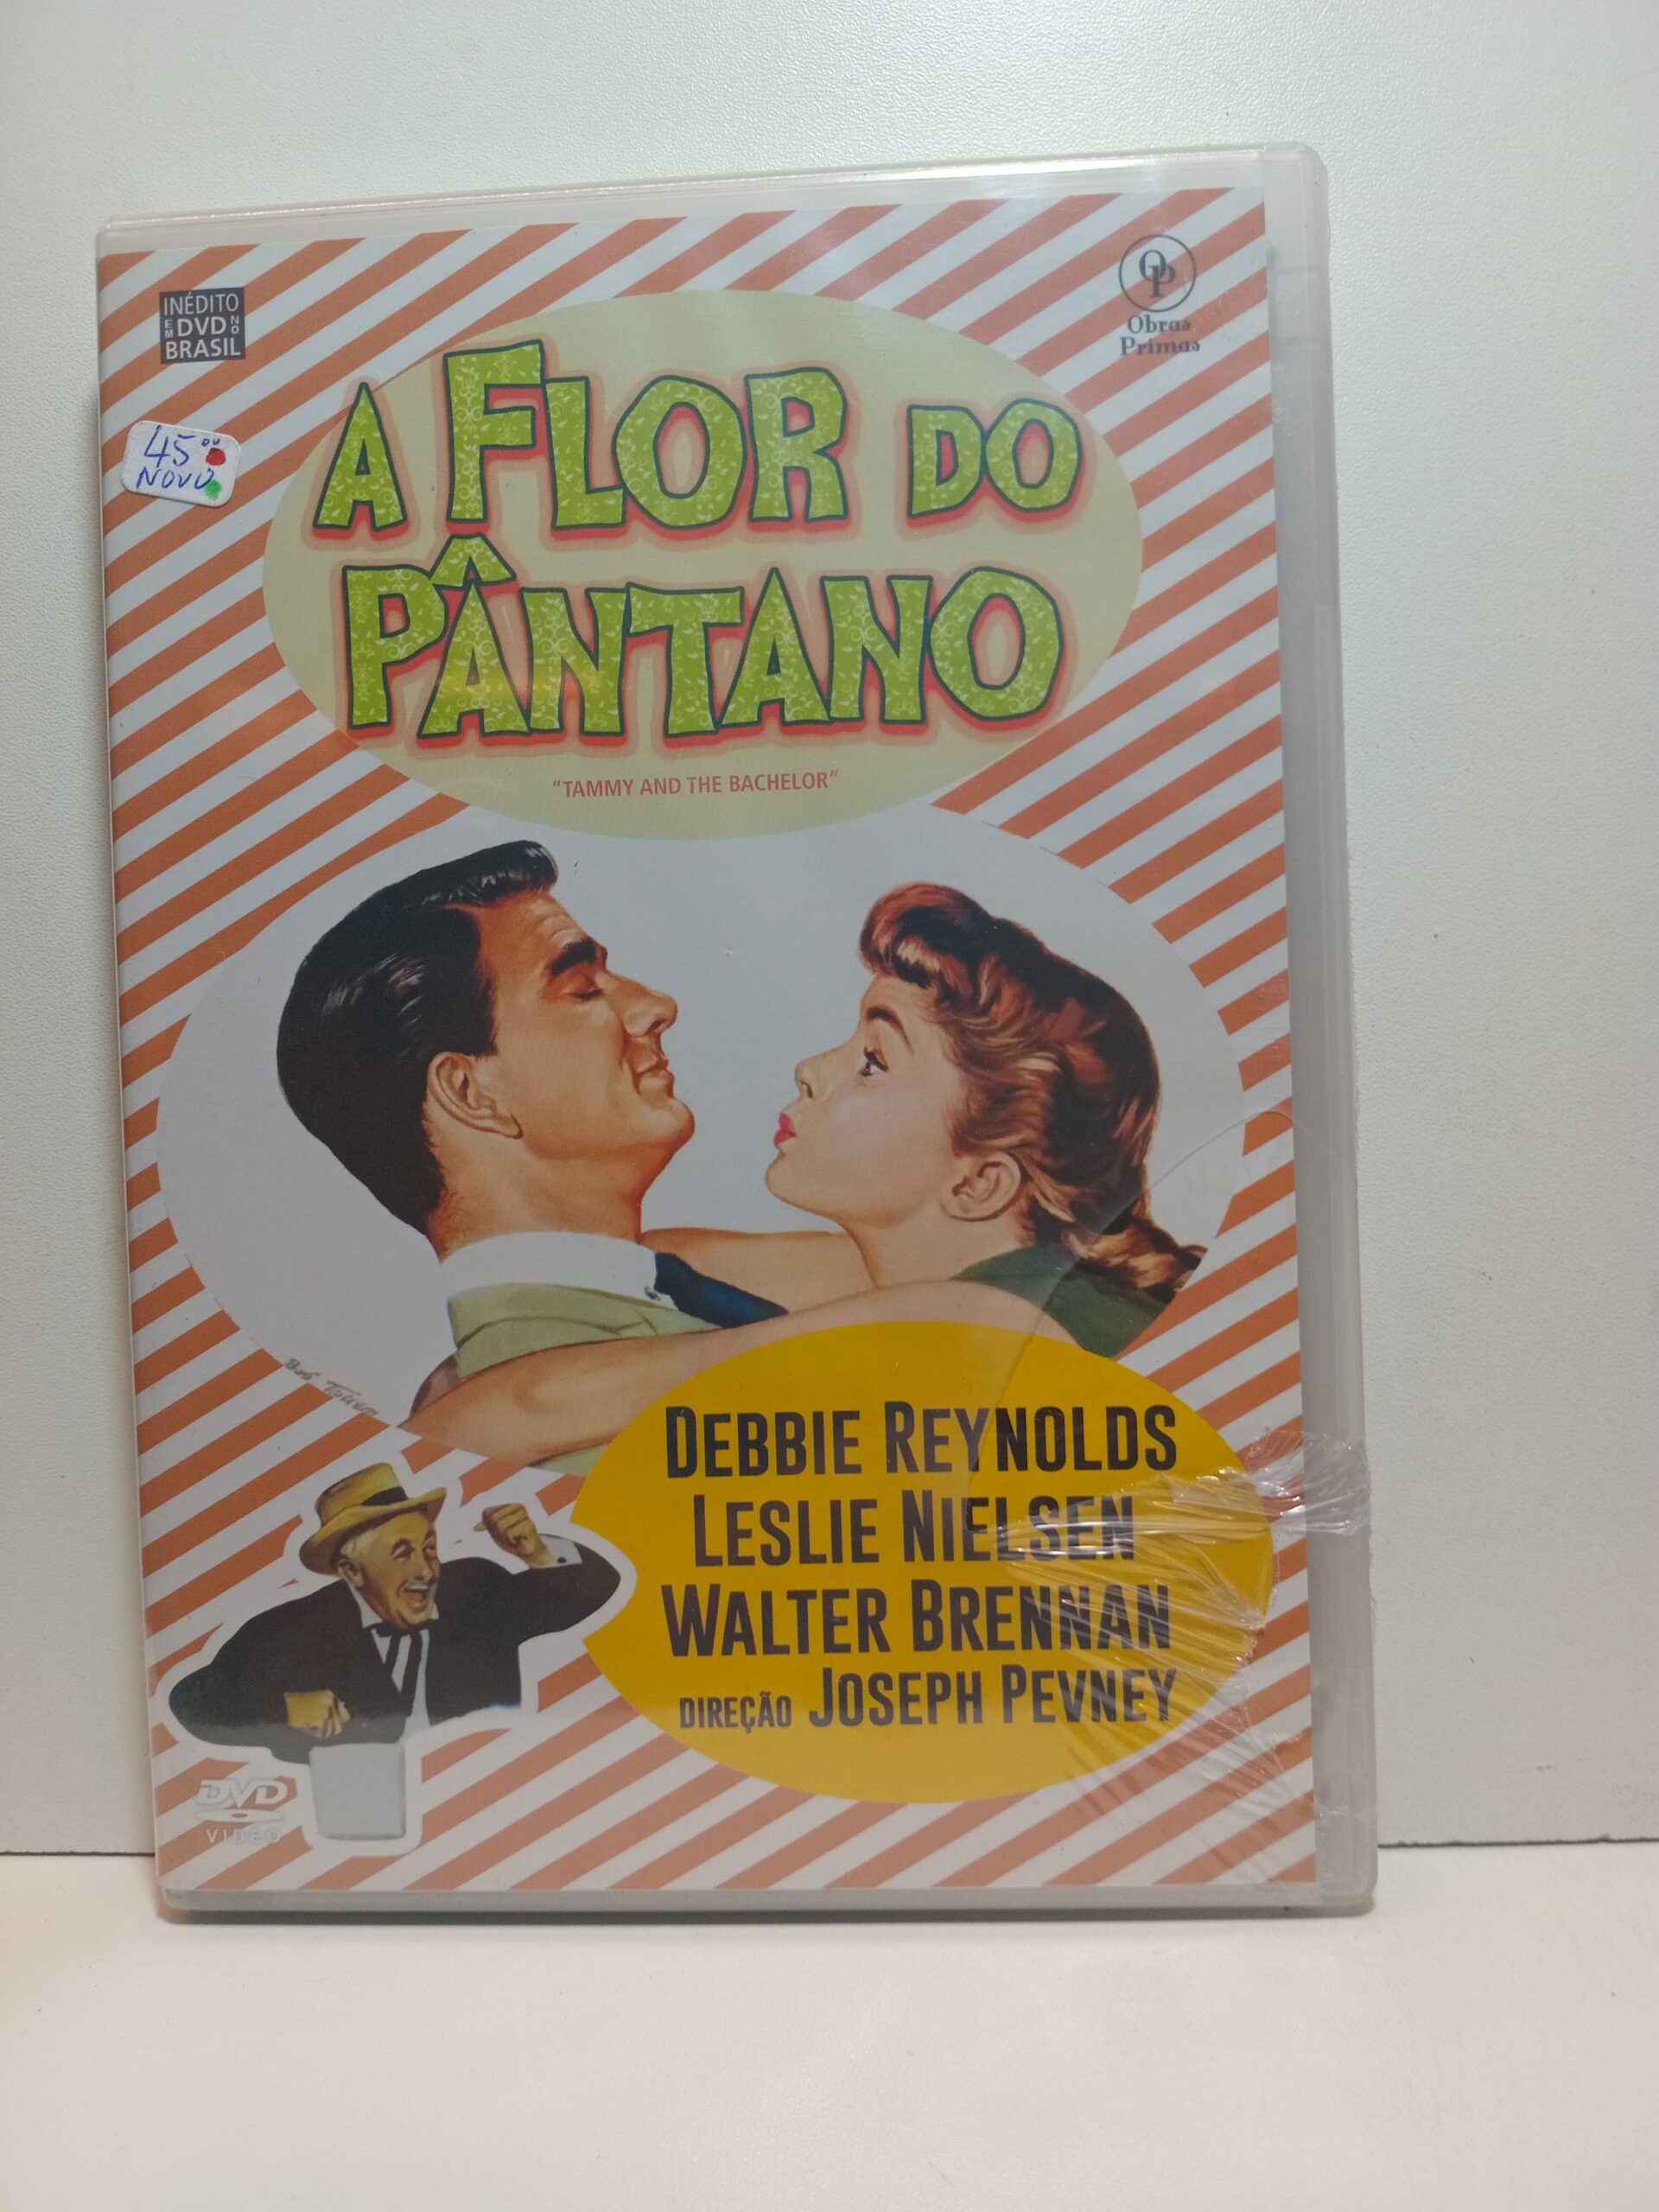 INÉDITO
EM DVD NO
BRASIL
OP
Obras
Primas
45,00
NOVO
A FLOR DO
PÂNTANO
"TAMMY AND THE BACHELOR"
DEBBIE REYNOLDS
LESLIE NIELSEN
WALTER BRENNAN
DIREÇÃO JOSEPH PEVNEY
DVD
VIDEO